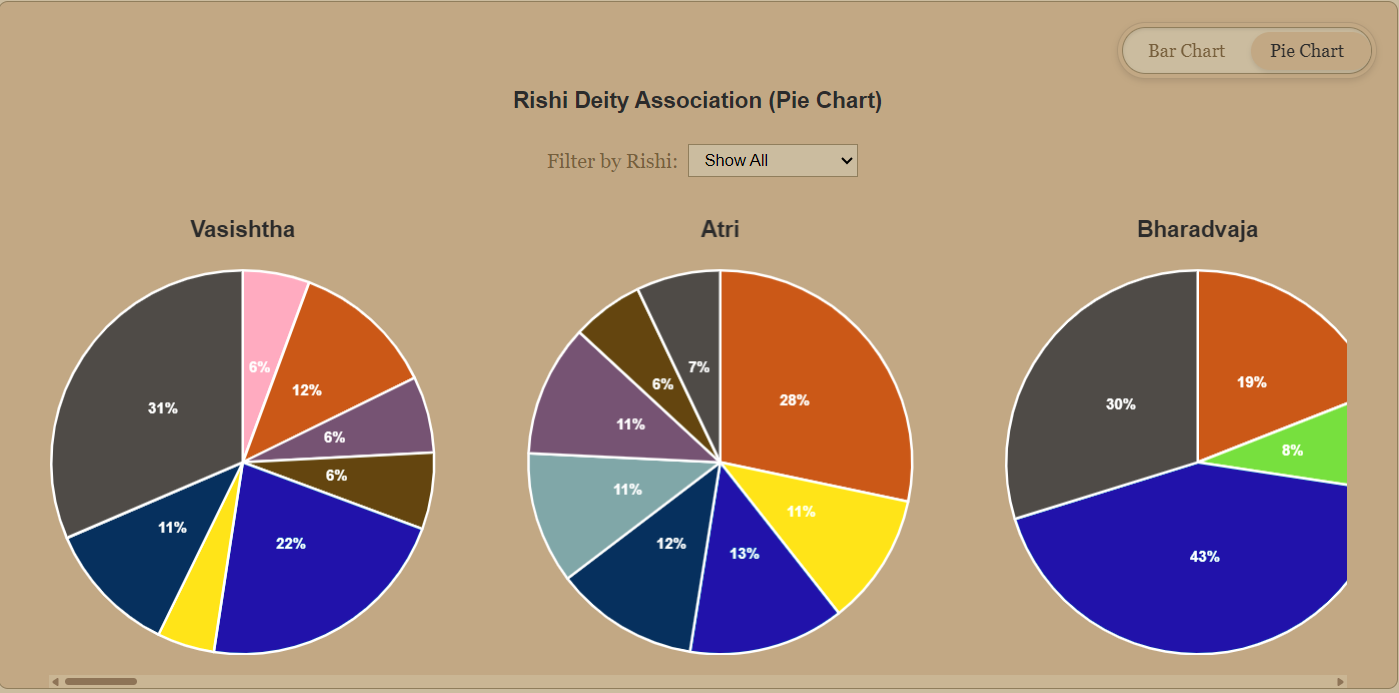 Bar Chart
Pie Chart
Rishi Deity Association (Pie Chart)
Filter by Rishi:
Show All
Vasishtha
6%
12%
6%
6%
22%
11%
31%
Atri
28%
11%
13%
12%
11%
11%
6%
7%
Bharadvaja
19%
8%
43%
30%